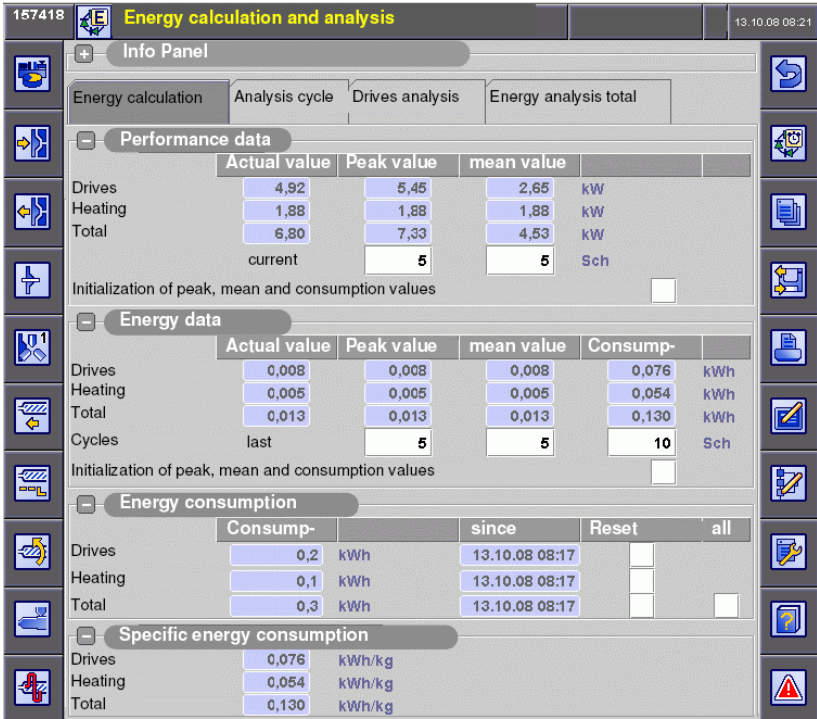 157418 Energy calculation and analysis 13.10.08 08:21
Info Panel
Energy calculation Analysis cycle Drives analysis Energy analysis total
Performance data
Actual value Peak value mean value
Drives 4,92 5,45 2,65 kW
Heating 1,88 1,88 1,88 kW
Total 6,80 7,33 4,53 kW
current 5 5 Sch
Initialization of peak, mean and consumption values
Energy data
Actual value Peak value mean value Consump-
Drives 0,008 0,008 0,008 0,076 kWh
Heating 0,005 0,005 0,005 0,054 kWh
Total 0,013 0,013 0,013 0,130 kWh
Cycles last 5 5 10 Sch
Initialization of peak, mean and consumption values
Energy consumption
Consump- since Reset all
Drives 0,2 kWh 13.10.08 08:17
Heating 0,1 kWh 13.10.08 08:17
Total 0,3 kWh 13.10.08 08:17
Specific energy consumption
Drives 0,076 kWh/kg
Heating 0,054 kWh/kg
Total 0,130 kWh/kg